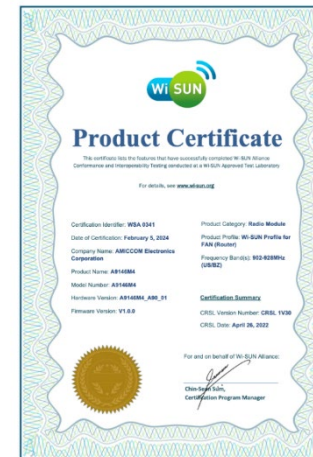 Wi SUN
Product Certificate
This certificate lists the features that have successfully completed Wi-SUN Alliance
Conformance and Interoperability Testing conducted at a Wi-SUN Approved Test Laboratory
For details, see www.wi-sun.org
Certification Identifier: WSA 0341
Date of Certification: February 5, 2024
Company Name: AMICCOM Electronics
Corporation
Product Name: A9146M4
Model Number: A9146M4
Hardware Version: A9146M4_A90_01
Firmware Version: V1.0.0
Product Category: Radio Module
Product Profile: Wi-SUN Profile for
FAN (Router)
Frequency Band(s): 902-928MHz
(US/BZ)
Certification Summary
CRSL Version Number: CRSL 1V30
CRSL Date: April 26, 2022
For and on behalf of Wi-SUN Alliance:
Chin-Sean Sum,
Certification Program Manager